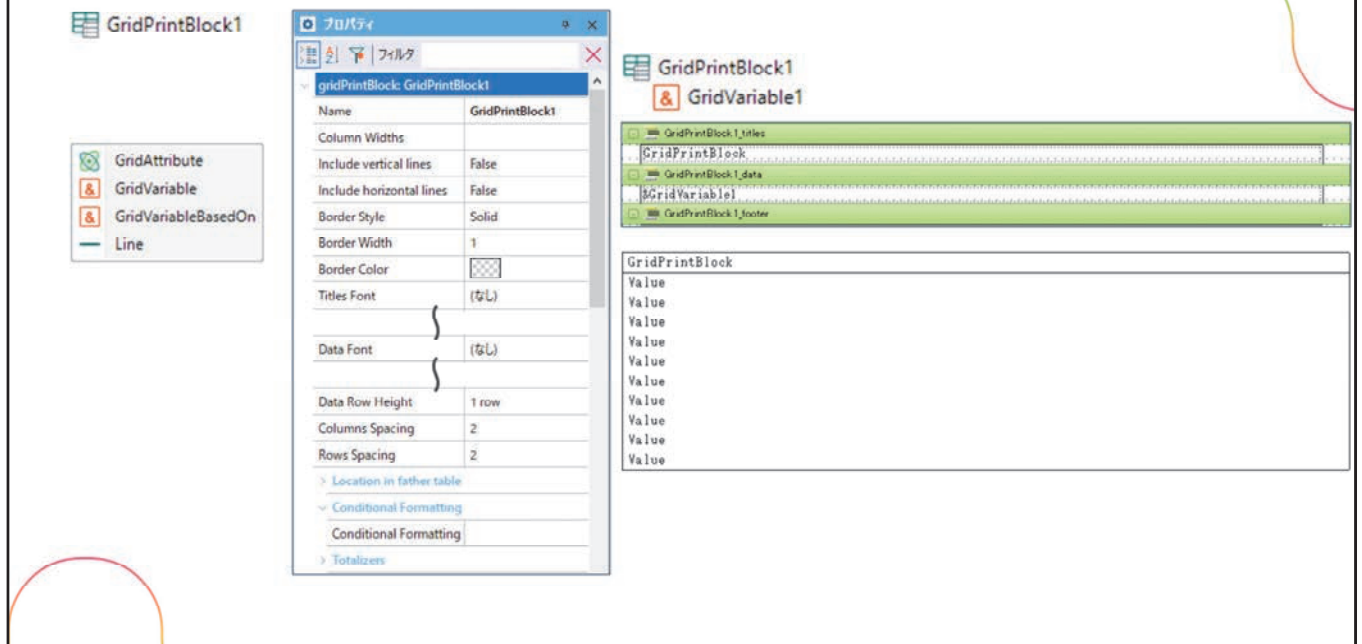 GridPrintBlock1
GridAttribute
GridVariable
GridVariableBasedOn
Line
プロパティ
フィルタ
gridPrintBlock: GridPrintBlock1
Name GridPrintBlock1
Column Widths
Include vertical lines False
Include horizontal lines False
Border Style Solid
Border Width 1
Border Color
Titles Font (なし)
Data Font (なし)
Data Row Height 1 row
Columns Spacing 2
Rows Spacing 2
Location in father table
Conditional Formatting
Conditional Formatting
Totalizers
GridPrintBlock1
& GridVariable1
GridPrintBlock1_titles
GridPrintBlock
GridPrintBlock1_data
&GridVariable1
GridPrintBlock1_footer
GridPrintBlock
Value
Value
Value
Value
Value
Value
Value
Value
Value
Value